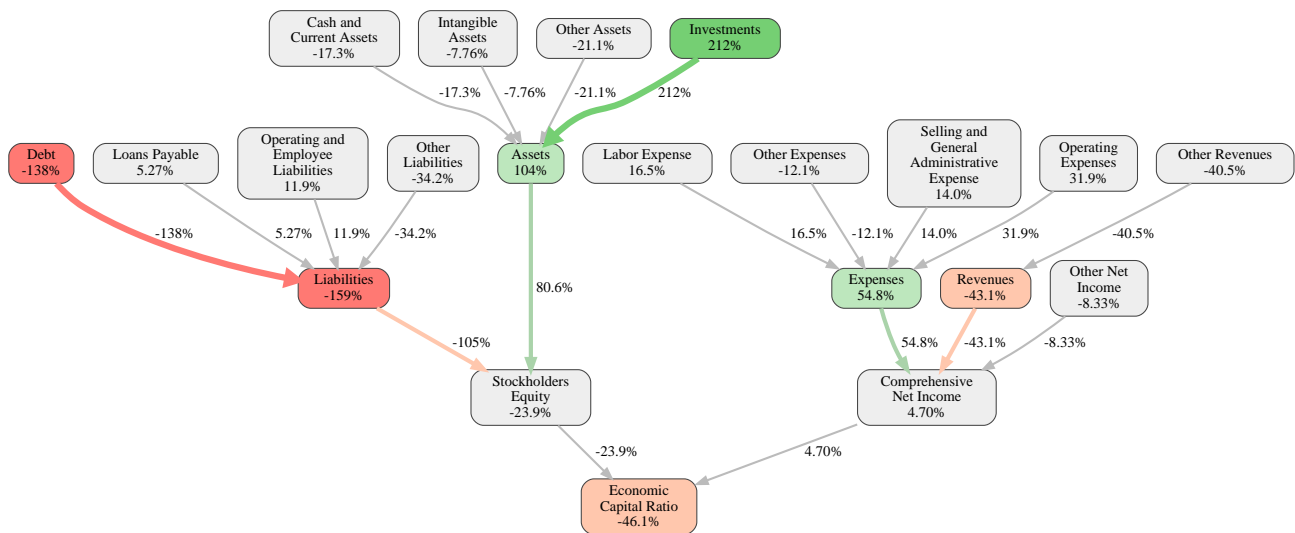 Cash and
Current Assets
-17.3%
Intangible
Assets
-7.76%
Other Assets
-21.1%
Investments
212%
-17.3%
-7.76%
-21.1%
212%
Debt
-138%
Loans Payable
5.27%
Operating and
Employee
Liabilities
11.9%
Other
Liabilities
-34.2%
Assets
104%
Labor Expense
16.5%
Other Expenses
-12.1%
Selling and
General
Administrative
Expense
14.0%
Operating
Expenses
31.9%
Other Revenues
-40.5%
-138%
5.27%
11.9%
-34.2%
16.5%
-12.1%
14.0%
31.9%
-40.5%
Liabilities
-159%
80.6%
Expenses
54.8%
Revenues
-43.1%
Other Net
Income
-8.33%
-105%
54.8%
-43.1%
-8.33%
Stockholders
Equity
-23.9%
Comprehensive
Net Income
4.70%
-23.9%
4.70%
Economic
Capital Ratio
-46.1%